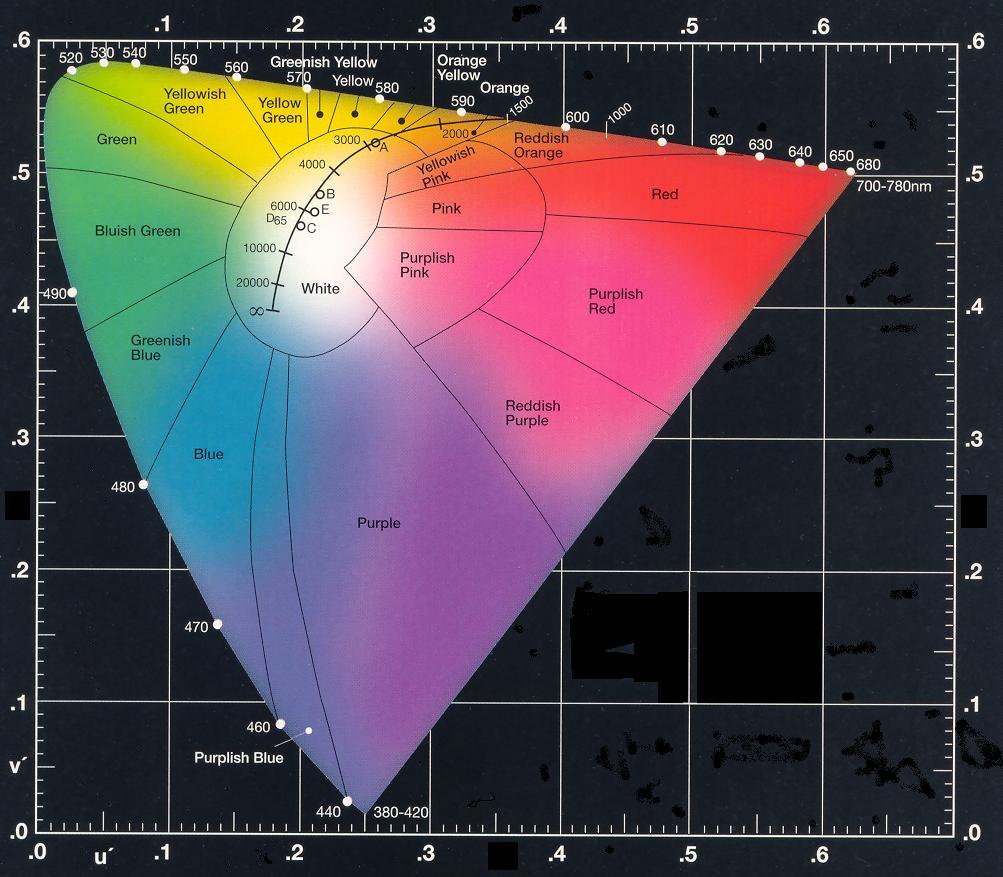 .1 .2 .3 .4 .5 .6
.6 .6
520 530 540 550 560 570 580 590 600 610 620 630 640 650 680
Greenish Yellow
Yellow
Orange
Yellow
Orange
1500
1000
700-780nm
Yellowish
Green
Yellow
Green
Green
3000
A
2000
Reddish
Orange
4000
Yellowish
Pink
.5 .5
B
6000
E
D65
C
Pink
Red
Bluish Green
10000
Purplish
Pink
20000
White
∞
Purplish
Red
490
.4 .4
Greenish
Blue
Reddish
Purple
.3 .3
Blue
480
Purple
.2 .2
470
.1 .1
460
Purplish Blue
v´
440
380-420
.0 .0
.0 u´ .2 .3 .4 .5 .6